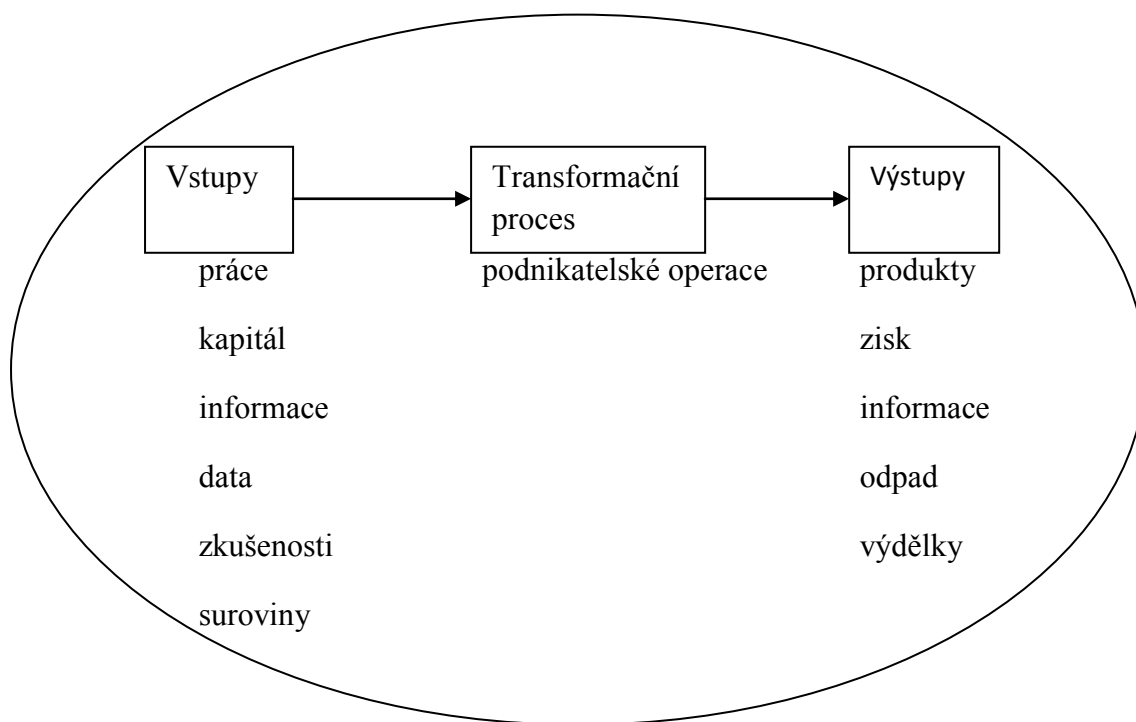 Vstupy
Transformační
proces
Výstupy
práce
kapitál
informace
data
zkušenosti
suroviny
podnikatelské operace
produkty
zisk
informace
odpad
výdělky